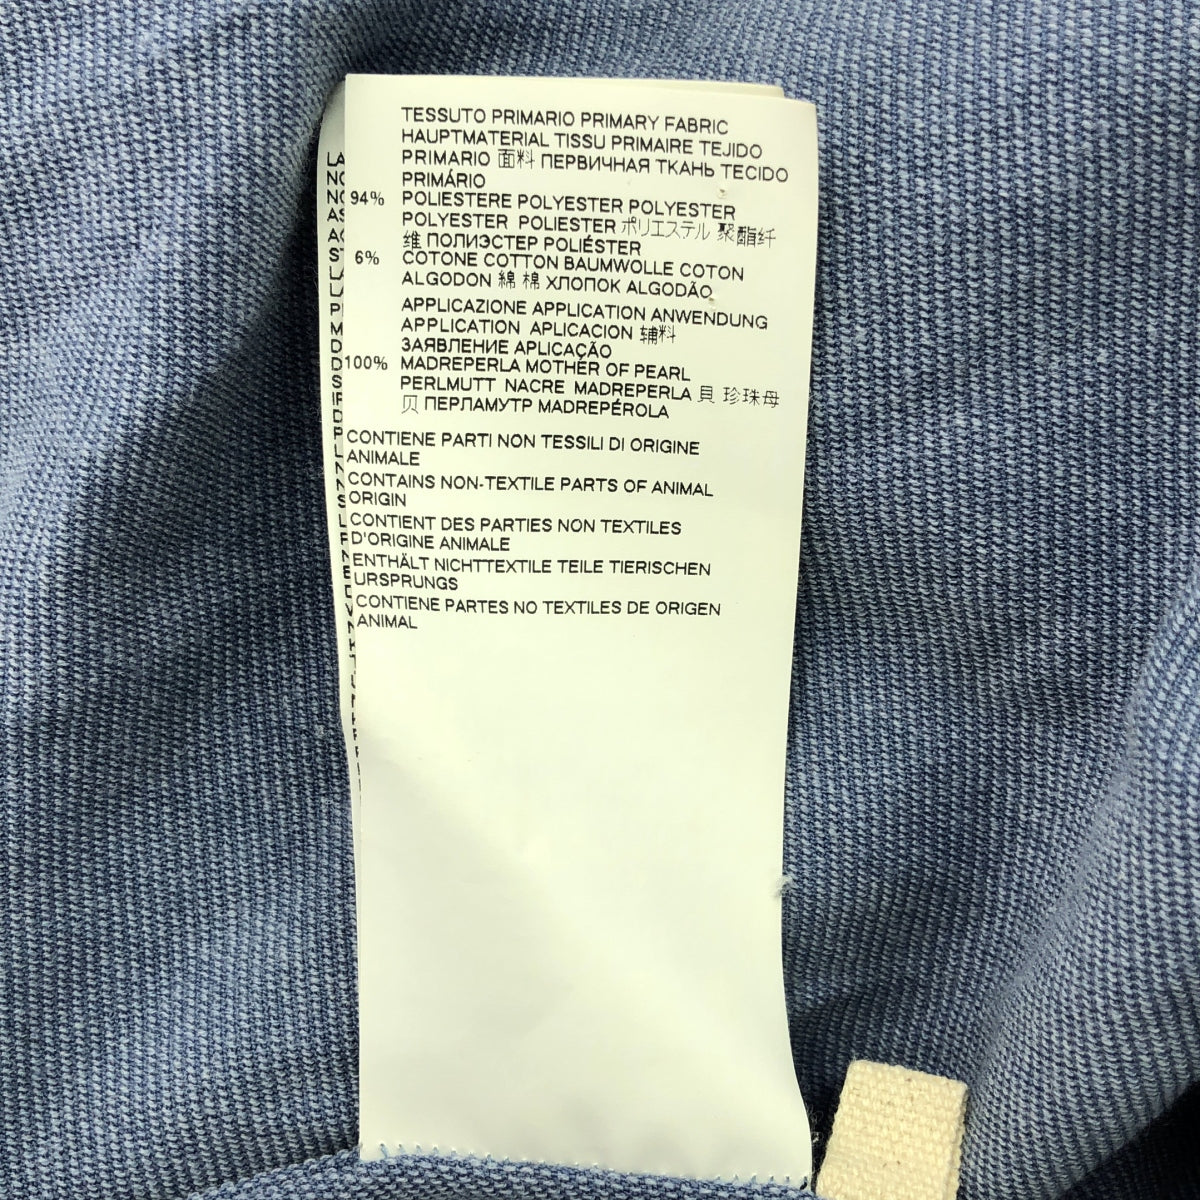 TESSUTO PRIMARIO PRIMARY FABRIC
HAUPTMATERIAL TISSU PRIMAIRE TEJIDO
PRIMARIO 面料 ПЕРВИЧНАЯ ТКАНЬ TECIDO
PRIMÁRIO
94% POLIESTERE POLYESTER POLYESTER
POLYESTER POLIESTER ポリエステル 聚酯纤
维 ПОЛИЭСТЕР POLIÉSTER
6% COTONE COTTON BAUMWOLLE COTON
ALGODON 綿 棉 ХЛОПОК ALGODÃO
APPLICAZIONE APPLICATION ANWENDUNG
APPLICATION APLICACION 辅料
ЗАЯВЛЕНИЕ APLICAÇÃO
100% MADREPERLA MOTHER OF PEARL
PERLMUTT NACRE MADREPERLA 貝 珍珠母
贝 ПЕРЛАМУТР MADREPÉROLA
CONTIENE PARTI NON TESSILI DI ORIGINE
ANIMALE
CONTAINS NON-TEXTILE PARTS OF ANIMAL
ORIGIN
CONTIENT DES PARTIES NON TEXTILES
D'ORIGINE ANIMALE
ENTHÄLT NICHTTEXTILE TEILE TIERISCHEN
URSPRUNGS
CONTIENE PARTES NO TEXTILES DE ORIGEN
ANIMAL